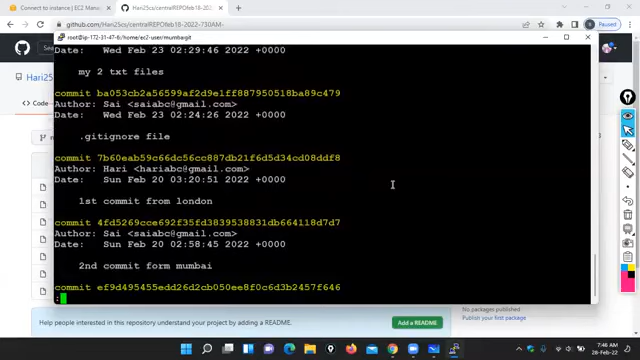 Connect to instance | EC2 Manag
Hari25cs/centralREPOfeb18-2022
github.com/Hari25cs/centralREPOfeb18-2022-730AM-
root@ip-172-31-47-6:/home/ec2-user/mumbaigit
Date:   Wed Feb 23 02:29:46 2022 +0000
my 2 txt files
commit ba053cb2a56599af2d9e1ff887950518ba89c479
Author: Sai <saiabc@gmail.com>
Date:   Wed Feb 23 02:24:26 2022 +0000
.gitignore file
commit 7b60eab59c66dc56cc887db21f6d5d34cd08ddf8
Author: Hari <hariabc@gmail.com>
Date:   Sun Feb 20 03:20:51 2022 +0000
1st commit from london
commit 4fd5269cce692f35fd3839538831db664118d7d7
Author: Sai <saiabc@gmail.com>
Date:   Sun Feb 20 02:58:45 2022 +0000
2nd commit form mumbai
commit ef9d495455edd26d2cb050ee8f0c6d3b2457f646
:
Hari25
Code
No packages published
Publish your first package
Help people interested in this repository understand your project by adding a README.
Add a README
7:46 AM
28-Feb-22